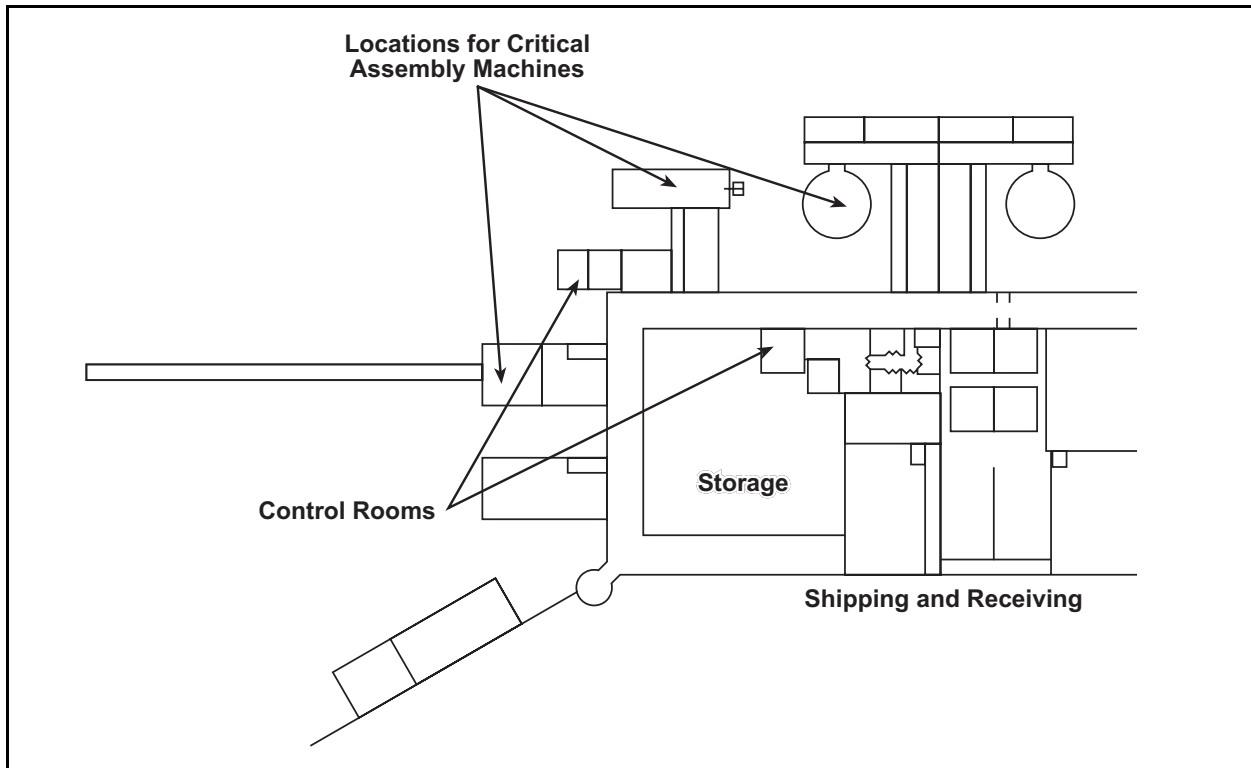 Locations for Critical
Assembly Machines
Control Rooms
Storage
Shipping and Receiving